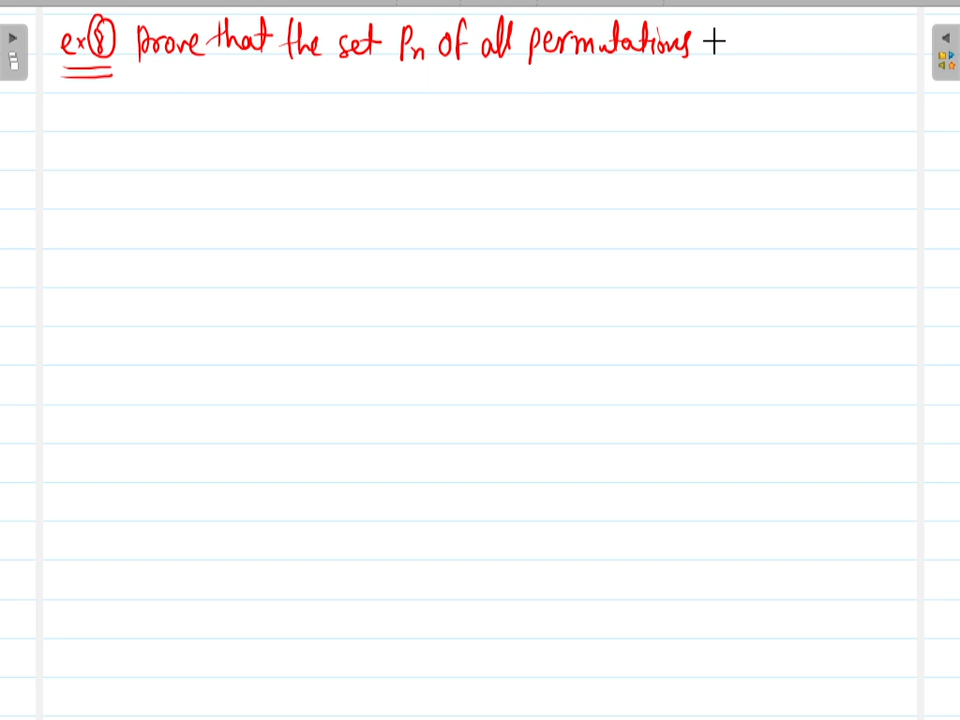 ex ⑧ prove that the set Pn of all permutations